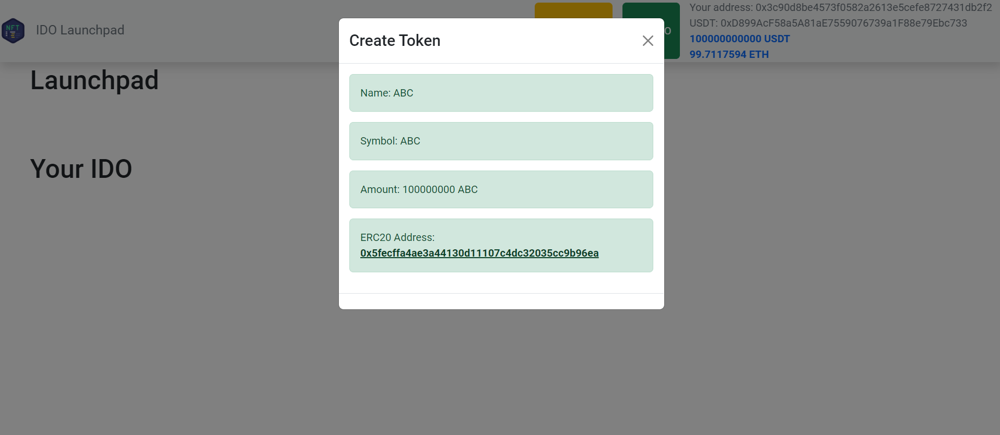 NFT
IDO Launchpad
Your address: 0x3c90d8be4573f0582a2613e5cefe8727431db2f2
USDT: 0xD899AcF58a5A81aE7559076739a1F88e79Ebc733
100000000000 USDT
99.7117594 ETH
Launchpad
Your IDO
Create Token
Name: ABC
Symbol: ABC
Amount: 100000000 ABC
ERC20 Address:
0x5fecffa4ae3a44130d11107c4dc32035cc9b96ea